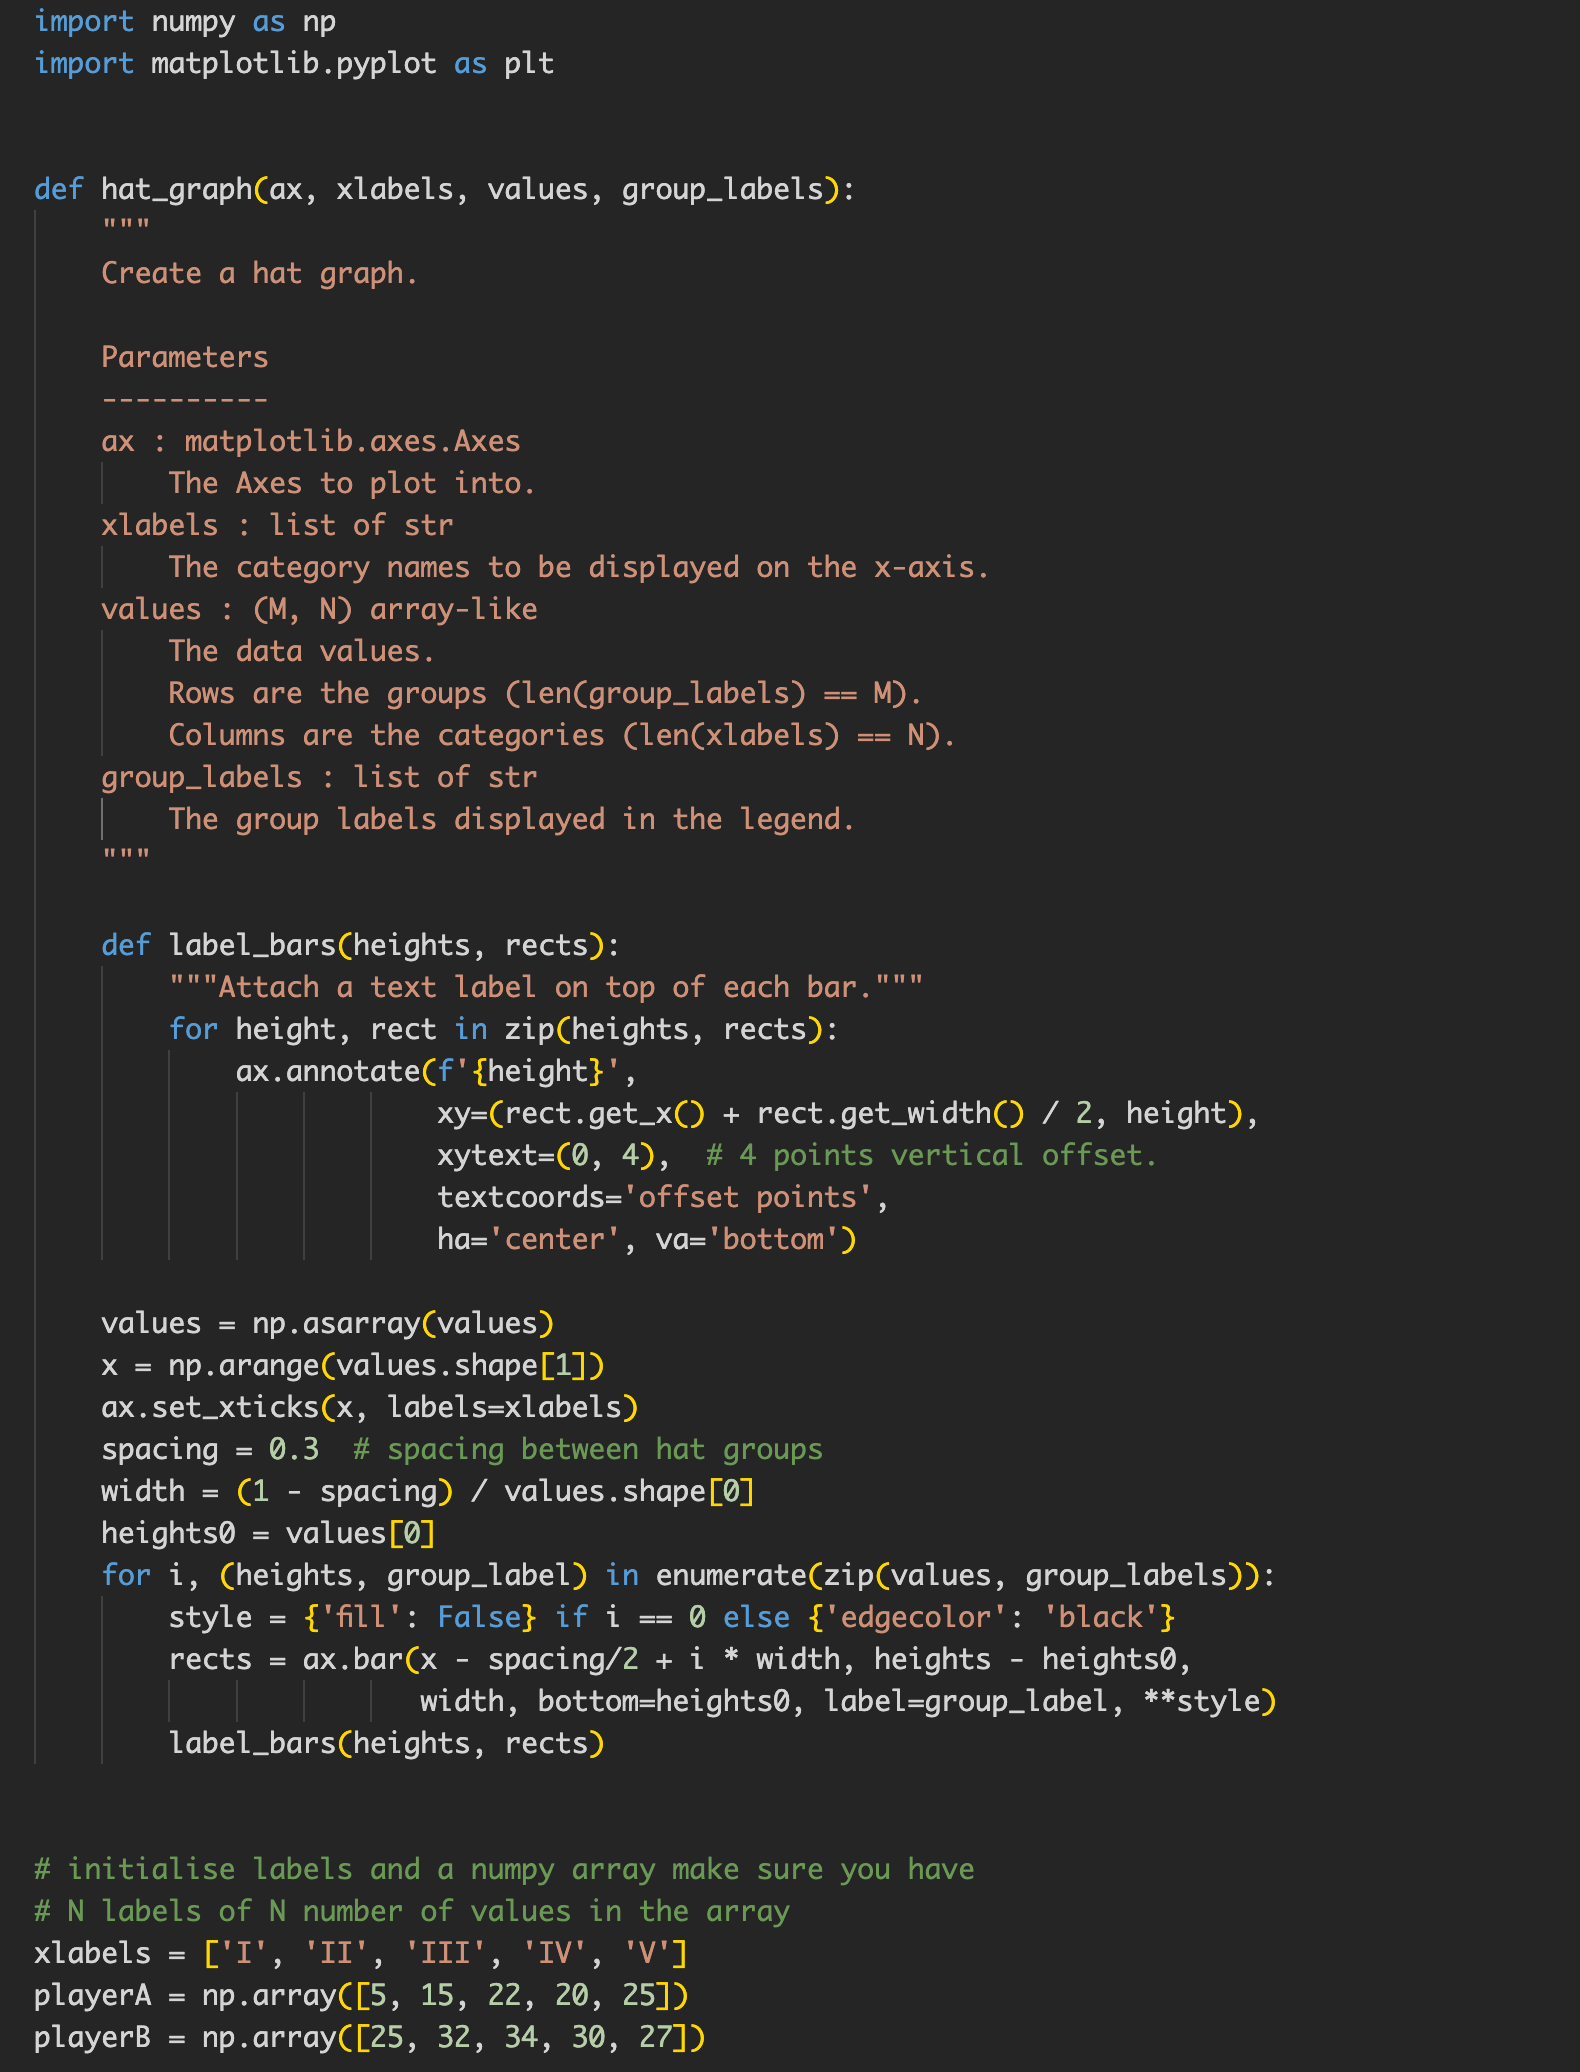 import numpy as np
import matplotlib.pyplot as plt
def hat_graph(ax, xlabels, values, group_labels):
    """
    Create a hat graph.
    Parameters
    ----------
    ax : matplotlib.axes.Axes
        The Axes to plot into.
    xlabels : list of str
        The category names to be displayed on the x-axis.
    values : (M, N) array-like
        The data values.
        Rows are the groups (len(group_labels) == M).
        Columns are the categories (len(xlabels) == N).
    group_labels : list of str
        The group labels displayed in the legend.
    """
    def label_bars(heights, rects):
        """Attach a text label on top of each bar."""
        for height, rect in zip(heights, rects):
            ax.annotate(f'{height}',
                        xy=(rect.get_x() + rect.get_width() / 2, height),
                        xytext=(0, 4),  # 4 points vertical offset.
                        textcoords='offset points',
                        ha='center', va='bottom')
    values = np.asarray(values)
    x = np.arange(values.shape[1])
    ax.set_xticks(x, labels=xlabels)
    spacing = 0.3  # spacing between hat groups
    width = (1 - spacing) / values.shape[0]
    heights0 = values[0]
    for i, (heights, group_label) in enumerate(zip(values, group_labels)):
        style = {'fill': False} if i == 0 else {'edgecolor': 'black'}
        rects = ax.bar(x - spacing/2 + i * width, heights - heights0,
                       width, bottom=heights0, label=group_label, **style)
        label_bars(heights, rects)
# initialise labels and a numpy array make sure you have
# N labels of N number of values in the array
xlabels = ['I', 'II', 'III', 'IV', 'V']
playerA = np.array([5, 15, 22, 20, 25])
playerB = np.array([25, 32, 34, 30, 27])